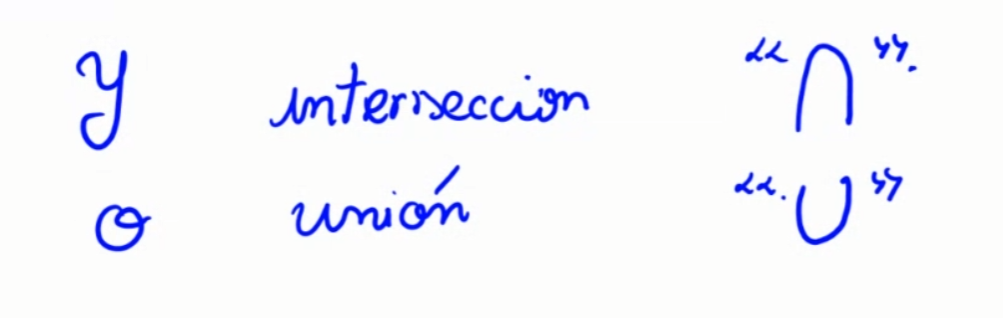 y intersección "∩".
o unión ". ∪"